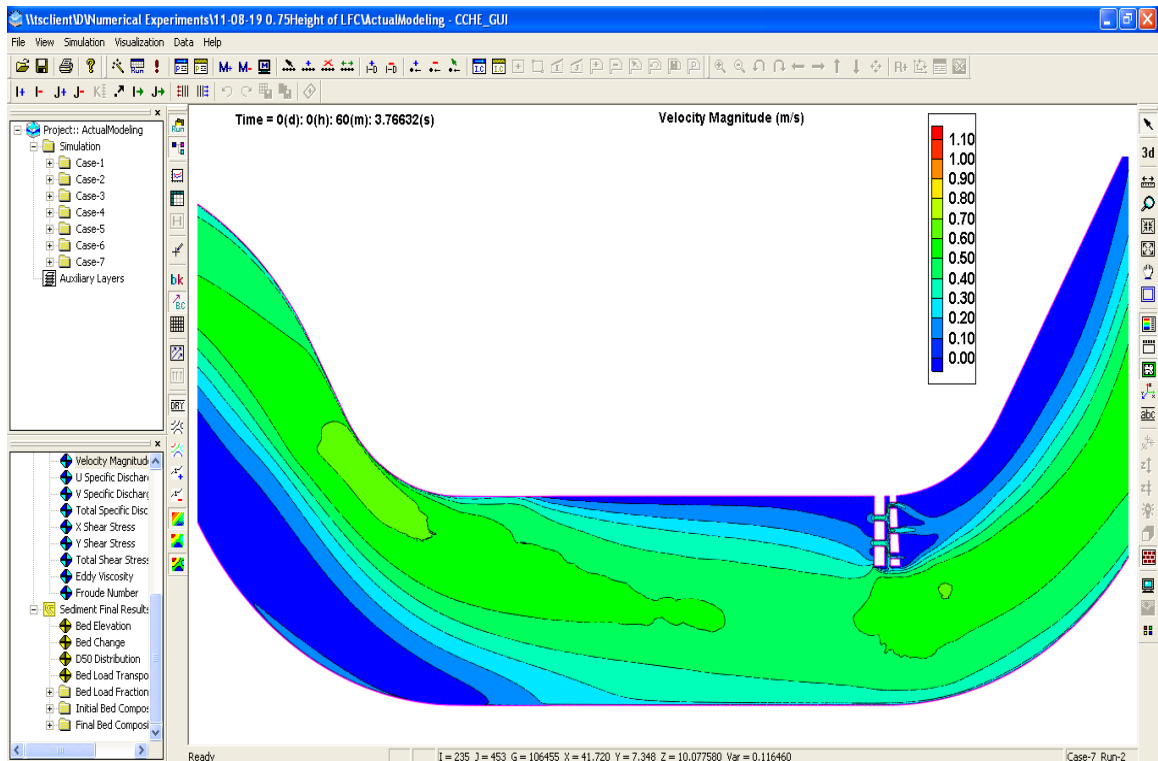 \\tsclient\D\Numerical Experiments\11-08-19 0.75Height of LFC\ActualModeling - CCHE_GUI
File View Simulation Visualization Data Help
Run
M+ M- M
I.C I.C
R+
I+ I- J+ J- I+ J+
Project:: ActualModeling
Simulation
Case-1
Case-2
Case-3
Case-4
Case-5
Case-6
Case-7
Auxiliary Layers
Velocity Magnitud
U Specific Dischar
V Specific Discharg
Total Specific Disc
X Shear Stress
Y Shear Stress
Total Shear Stress
Eddy Viscosity
Froude Number
Sediment Final Results
Bed Elevation
Bed Change
D50 Distribution
Bed Load Transpo
Bed Load Fraction
Initial Bed Compos
Final Bed Composi
Run
H
bk
B.C
DRY
Time = 0(d): 0(h): 60(m): 3.76632(s)
Velocity Magnitude (m/s)
1.10
1.00
0.90
0.80
0.70
0.60
0.50
0.40
0.30
0.20
0.10
0.00
3d
abc
Ready
I = 235 J = 453 G = 106455 X = 41.720 Y = 7.348 Z = 10.077580 Var = 0.116460
Case-7 Run-2